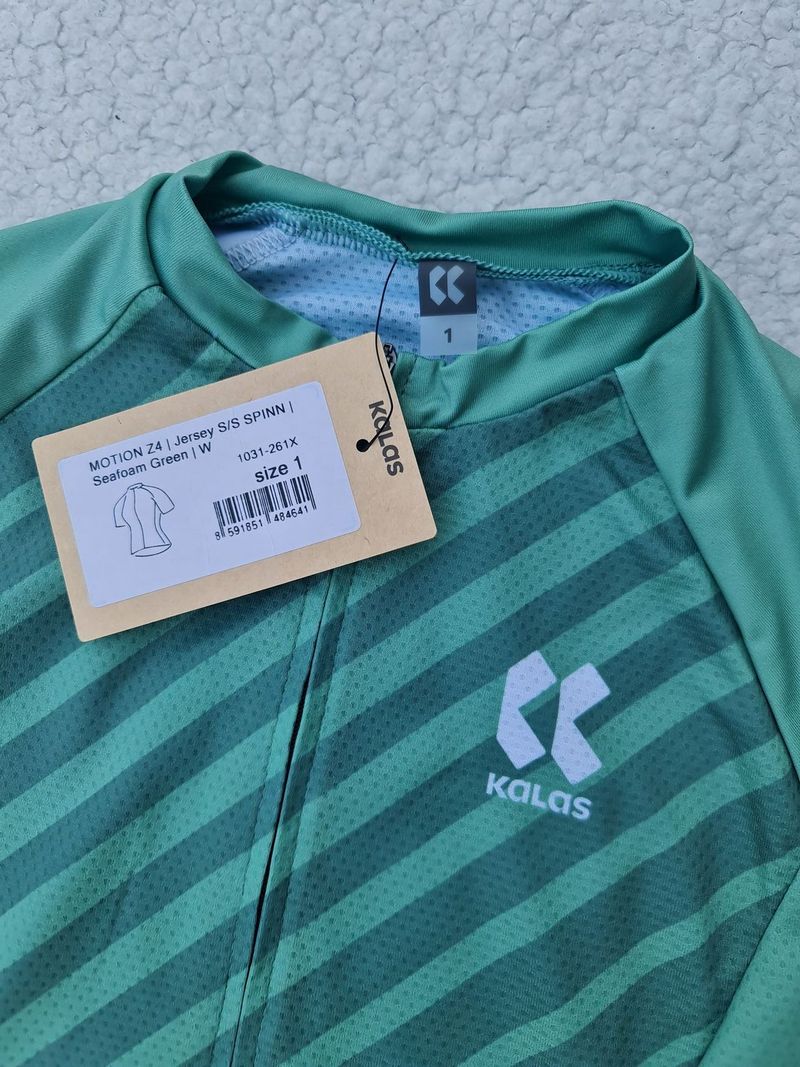 1
KALAS
MOTION Z4 | Jersey S/S SPINN |
Seafoam Green | W
1031-261X
size 1
8 591851 484641
KALAS